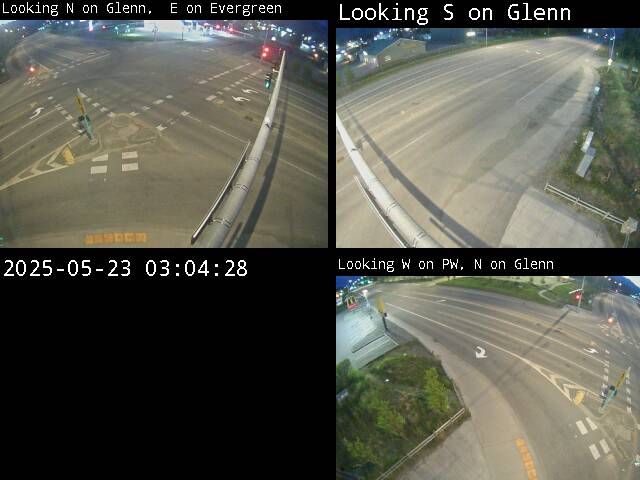 Looking N on Glenn,  E on Evergreen
Looking S on Glenn
2025-05-23 03:04:28
Looking W on PW, N on Glenn